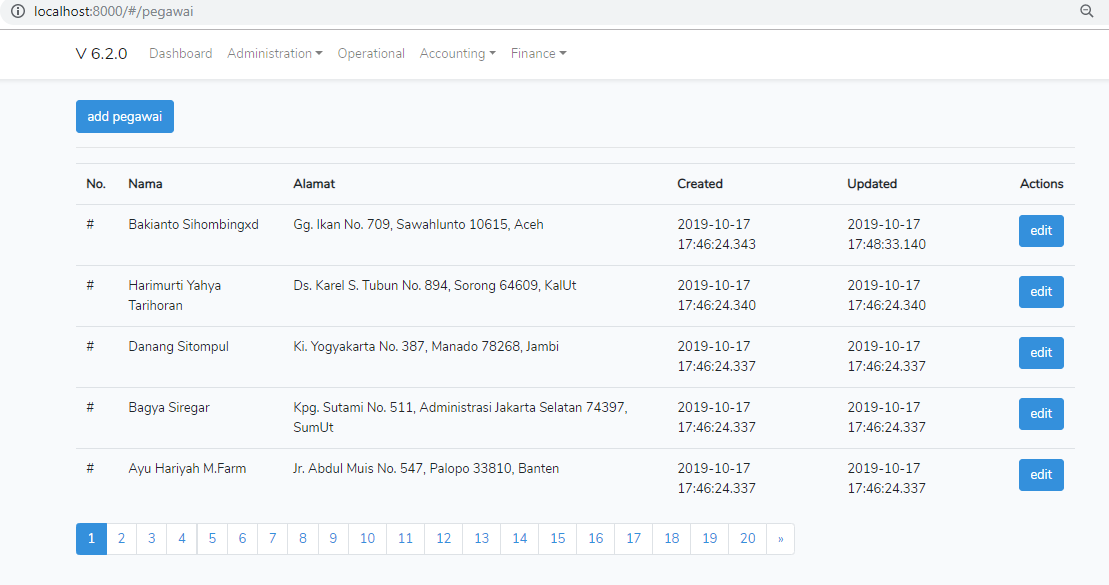 localhost:8000/#/pegawai
V 6.2.0 Dashboard Administration Operational Accounting Finance
add pegawai
No. Nama Alamat Created Updated Actions
# Bakianto Sihombingxd Gg. Ikan No. 709, Sawahlunto 10615, Aceh 2019-10-17 2019-10-17 edit
17:46:24.343 17:48:33.140
# Harimurti Yahya Ds. Karel S. Tubun No. 894, Sorong 64609, KalUt 2019-10-17 2019-10-17 edit
Tarihoran 17:46:24.340 17:46:24.340
# Danang Sitompul Ki. Yogyakarta No. 387, Manado 78268, Jambi 2019-10-17 2019-10-17 edit
17:46:24.337 17:46:24.337
# Bagya Siregar Kpg. Sutami No. 511, Administrasi Jakarta Selatan 74397, 2019-10-17 2019-10-17 edit
SumUt 17:46:24.337 17:46:24.337
# Ayu Hariyah M.Farm Jr. Abdul Muis No. 547, Palopo 33810, Banten 2019-10-17 2019-10-17 edit
17:46:24.337 17:46:24.337
1 2 3 4 5 6 7 8 9 10 11 12 13 14 15 16 17 18 19 20 »